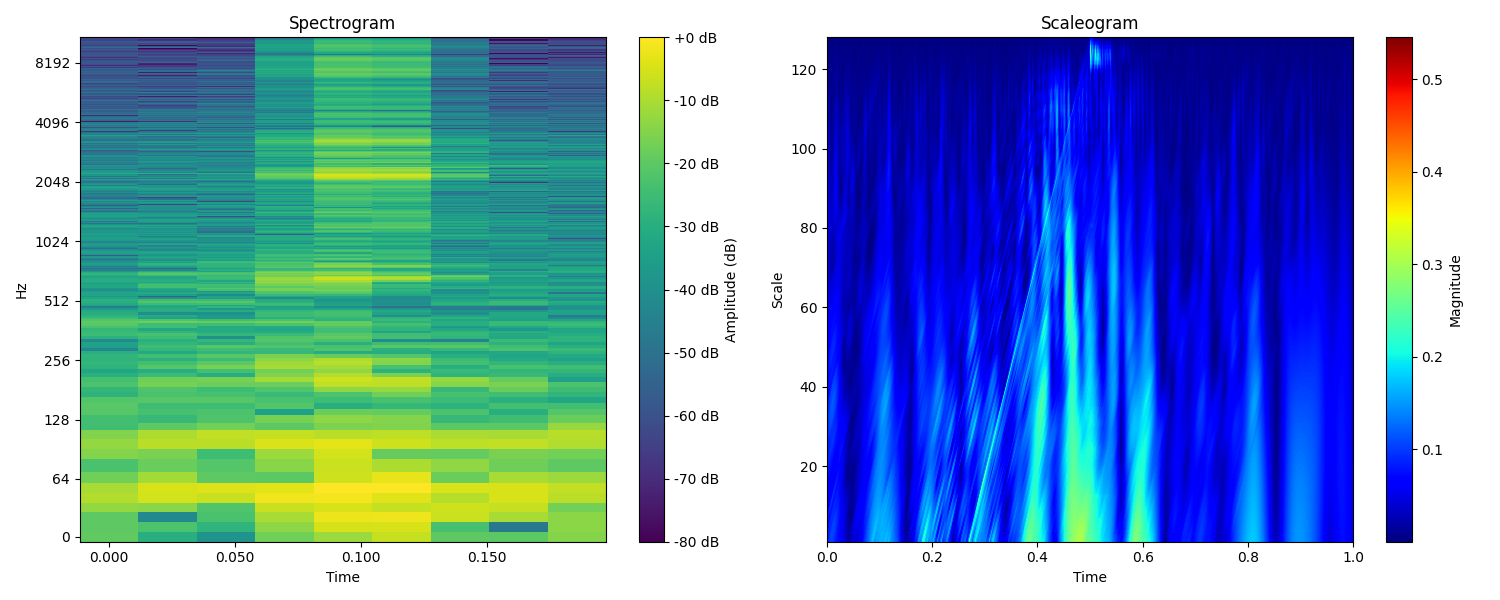 Spectrogram
Hz
8192
4096
2048
1024
512
256
128
64
0
0.000 0.050 0.100 0.150
Time
+0 dB
-10 dB
-20 dB
-30 dB
-40 dB
-50 dB
-60 dB
-70 dB
-80 dB
Amplitude (dB)
Scaleogram
Scale
120
100
80
60
40
20
0.0 0.2 0.4 0.6 0.8 1.0
Time
0.5
0.4
0.3
0.2
0.1
Magnitude